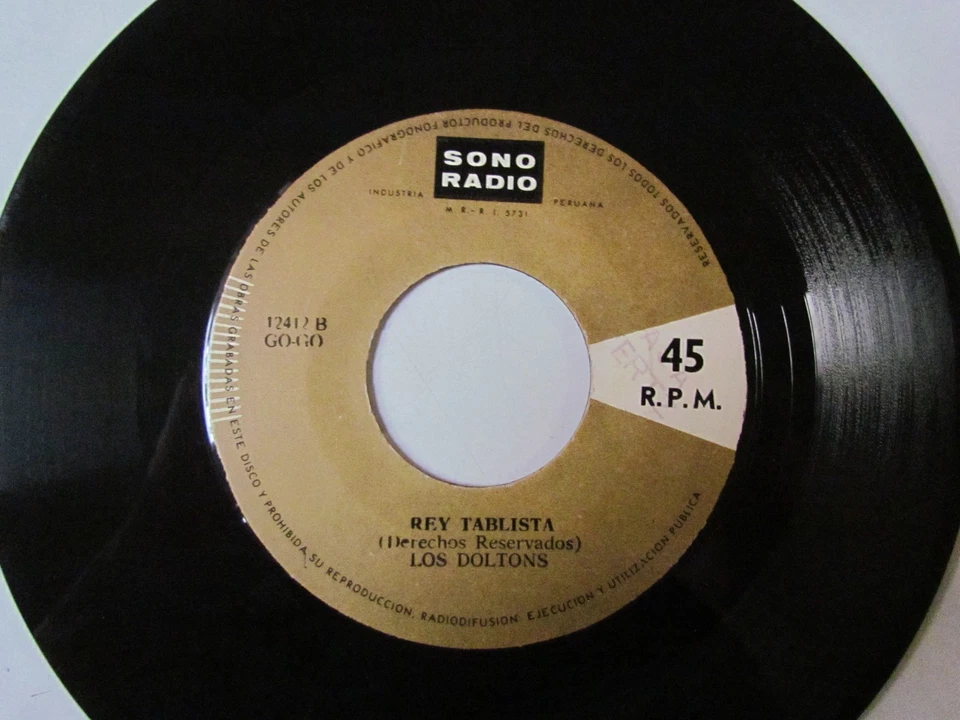 RESERVADOS TODOS LOS DERECHOS DEL PRODUCTOR FONOGRAFICO Y DE LOS AUTORES DE LAS OBRAS GRABADAS EN ESTE DISCO Y PROHIBIDA SU REPRODUCCION, RADIODIFUSION. EJECUCION Y UTILIZACION PUBLICA
SONO
RADIO
INDUSTRIA PERUANA
M. R.-R. I. 5731
12412 B
GO-GO
45
R.P.M.
REY TABLISTA
(Derechos Reservados)
LOS DOLTONS